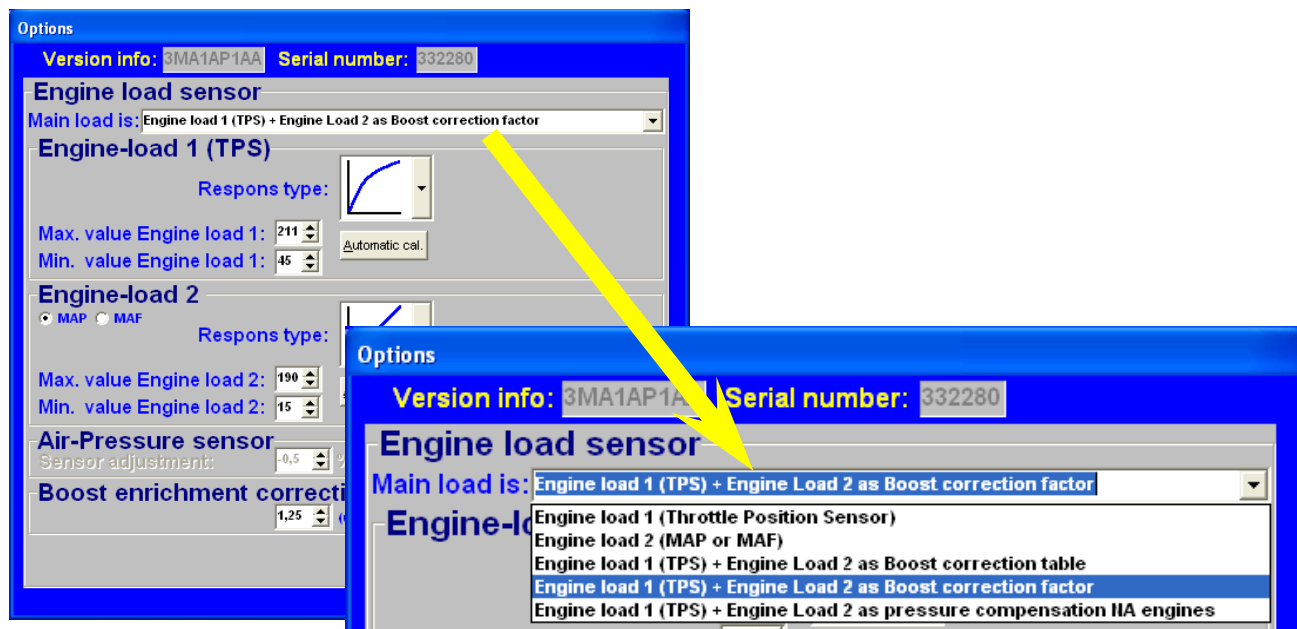 Options
Version info: 3MA1AP1AA Serial number: 332280
Engine load sensor
Main load is: Engine load 1 (TPS) + Engine Load 2 as Boost correction factor
Engine-load 1 (TPS)
Respons type:
Max. value Engine load 1: 211
Min. value Engine load 1: 45
Automatic cal.
Engine-load 2
MAP MAF
Respons type:
Max. value Engine load 2: 190
Min. value Engine load 2: 15
Air-Pressure sensor
Sensor adjustment: -0,5 %
Boost enrichment correcti
1,25
Options
Version info: 3MA1AP1A Serial number: 332280
Engine load sensor
Main load is: Engine load 1 (TPS) + Engine Load 2 as Boost correction factor
Engine-lo
Engine load 1 (Throttle Position Sensor)
Engine load 2 (MAP or MAF)
Engine load 1 (TPS) + Engine Load 2 as Boost correction table
Engine load 1 (TPS) + Engine Load 2 as Boost correction factor
Engine load 1 (TPS) + Engine Load 2 as pressure compensation NA engines